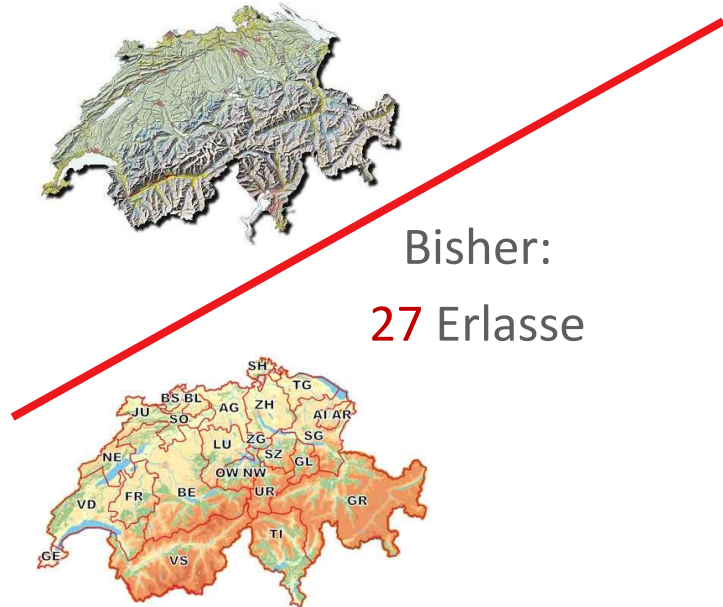 Bisher:
27 Erlasse
SH
TG
BS BL
JU
AG
ZH
AI AR
SO
SG
LU
ZG
NE
SZ
GL
OW NW
BE
UR
GR
FR
VD
TI
GE
VS